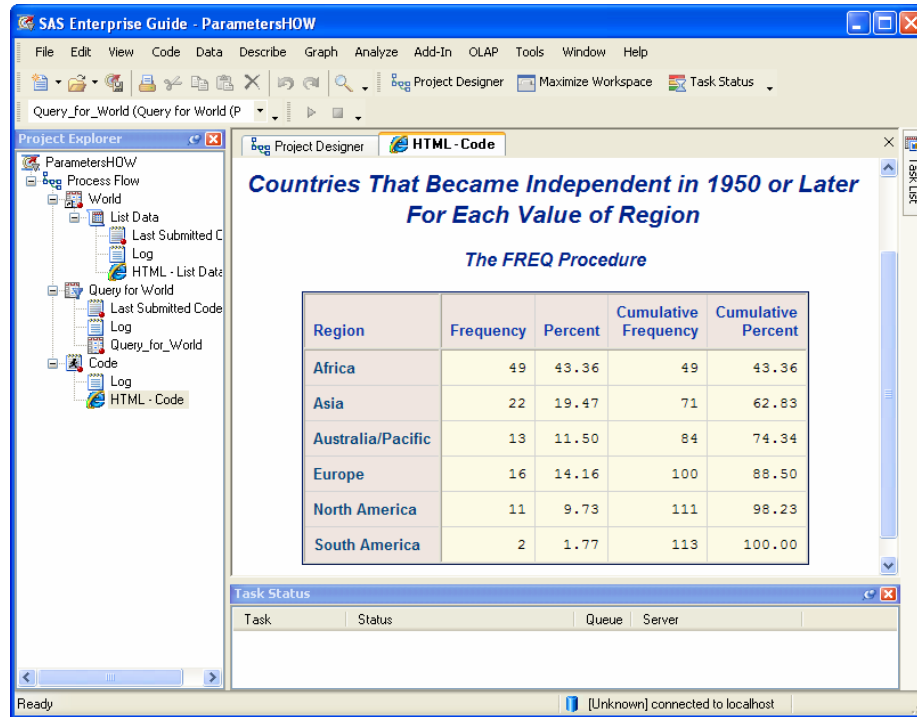 SAS Enterprise Guide - ParametersHOW
File Edit View Code Data Describe Graph Analyze Add-In OLAP Tools Window Help
Project Designer Maximize Workspace Task Status
Query_for_World (Query for World (P
Project Explorer
ParametersHOW
Process Flow
World
List Data
Last Submitted C
Log
HTML - List Data
Query for World
Last Submitted Code
Log
Query_for_World
Code
Log
HTML - Code
Project Designer HTML - Code
Task List
Countries That Became Independent in 1950 or Later
For Each Value of Region
The FREQ Procedure
Region Frequency Percent Cumulative Frequency Cumulative Percent
Africa 49 43.36 49 43.36
Asia 22 19.47 71 62.83
Australia/Pacific 13 11.50 84 74.34
Europe 16 14.16 100 88.50
North America 11 9.73 111 98.23
South America 2 1.77 113 100.00
Task Status
Task Status Queue Server
Ready [Unknown] connected to localhost